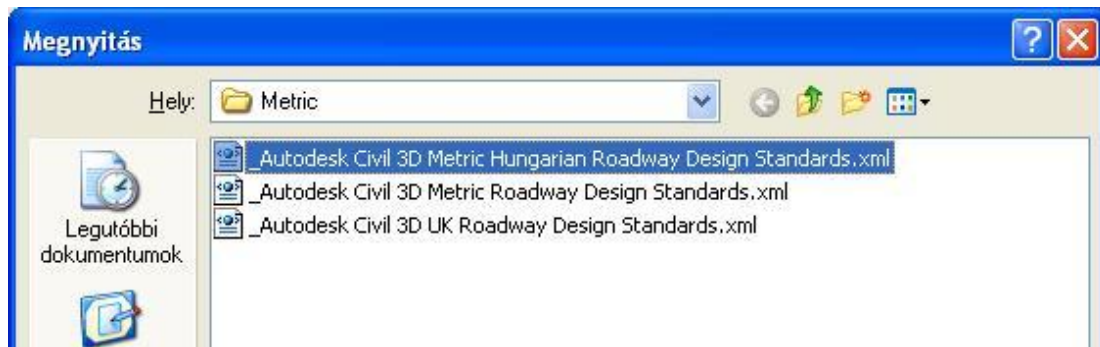 Megnyitás
Hely:
Metric
_Autodesk Civil 3D Metric Hungarian Roadway Design Standards.xml
_Autodesk Civil 3D Metric Roadway Design Standards.xml
_Autodesk Civil 3D UK Roadway Design Standards.xml
Legutóbbi
dokumentumok